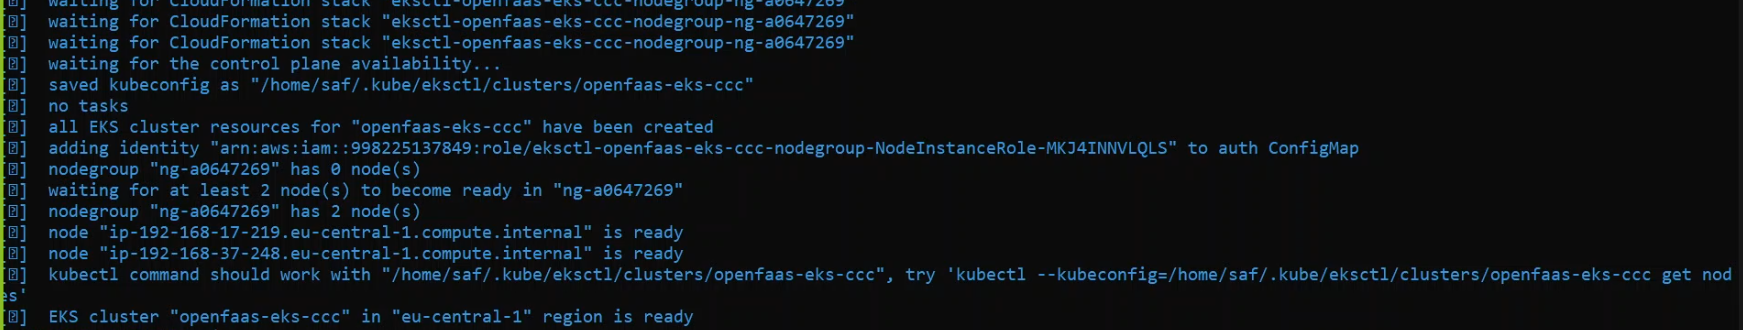 [ℹ]  waiting for CloudFormation stack "eksctl-openfaas-eks-ccc-nodegroup-ng-a0647269"
[ℹ]  waiting for CloudFormation stack "eksctl-openfaas-eks-ccc-nodegroup-ng-a0647269"
[ℹ]  waiting for CloudFormation stack "eksctl-openfaas-eks-ccc-nodegroup-ng-a0647269"
[ℹ]  waiting for the control plane availability...
[ℹ]  saved kubeconfig as "/home/saf/.kube/eksctl/clusters/openfaas-eks-ccc"
[ℹ]  no tasks
[ℹ]  all EKS cluster resources for "openfaas-eks-ccc" have been created
[ℹ]  adding identity "arn:aws:iam::998225137849:role/eksctl-openfaas-eks-ccc-nodegroup-NodeInstanceRole-MKJ4INNVLQLS" to auth ConfigMap
[ℹ]  nodegroup "ng-a0647269" has 0 node(s)
[ℹ]  waiting for at least 2 node(s) to become ready in "ng-a0647269"
[ℹ]  nodegroup "ng-a0647269" has 2 node(s)
[ℹ]  node "ip-192-168-17-219.eu-central-1.compute.internal" is ready
[ℹ]  node "ip-192-168-37-248.eu-central-1.compute.internal" is ready
[ℹ]  kubectl command should work with "/home/saf/.kube/eksctl/clusters/openfaas-eks-ccc", try 'kubectl --kubeconfig=/home/saf/.kube/eksctl/clusters/openfaas-eks-ccc get nod
es'
[ℹ]  EKS cluster "openfaas-eks-ccc" in "eu-central-1" region is ready